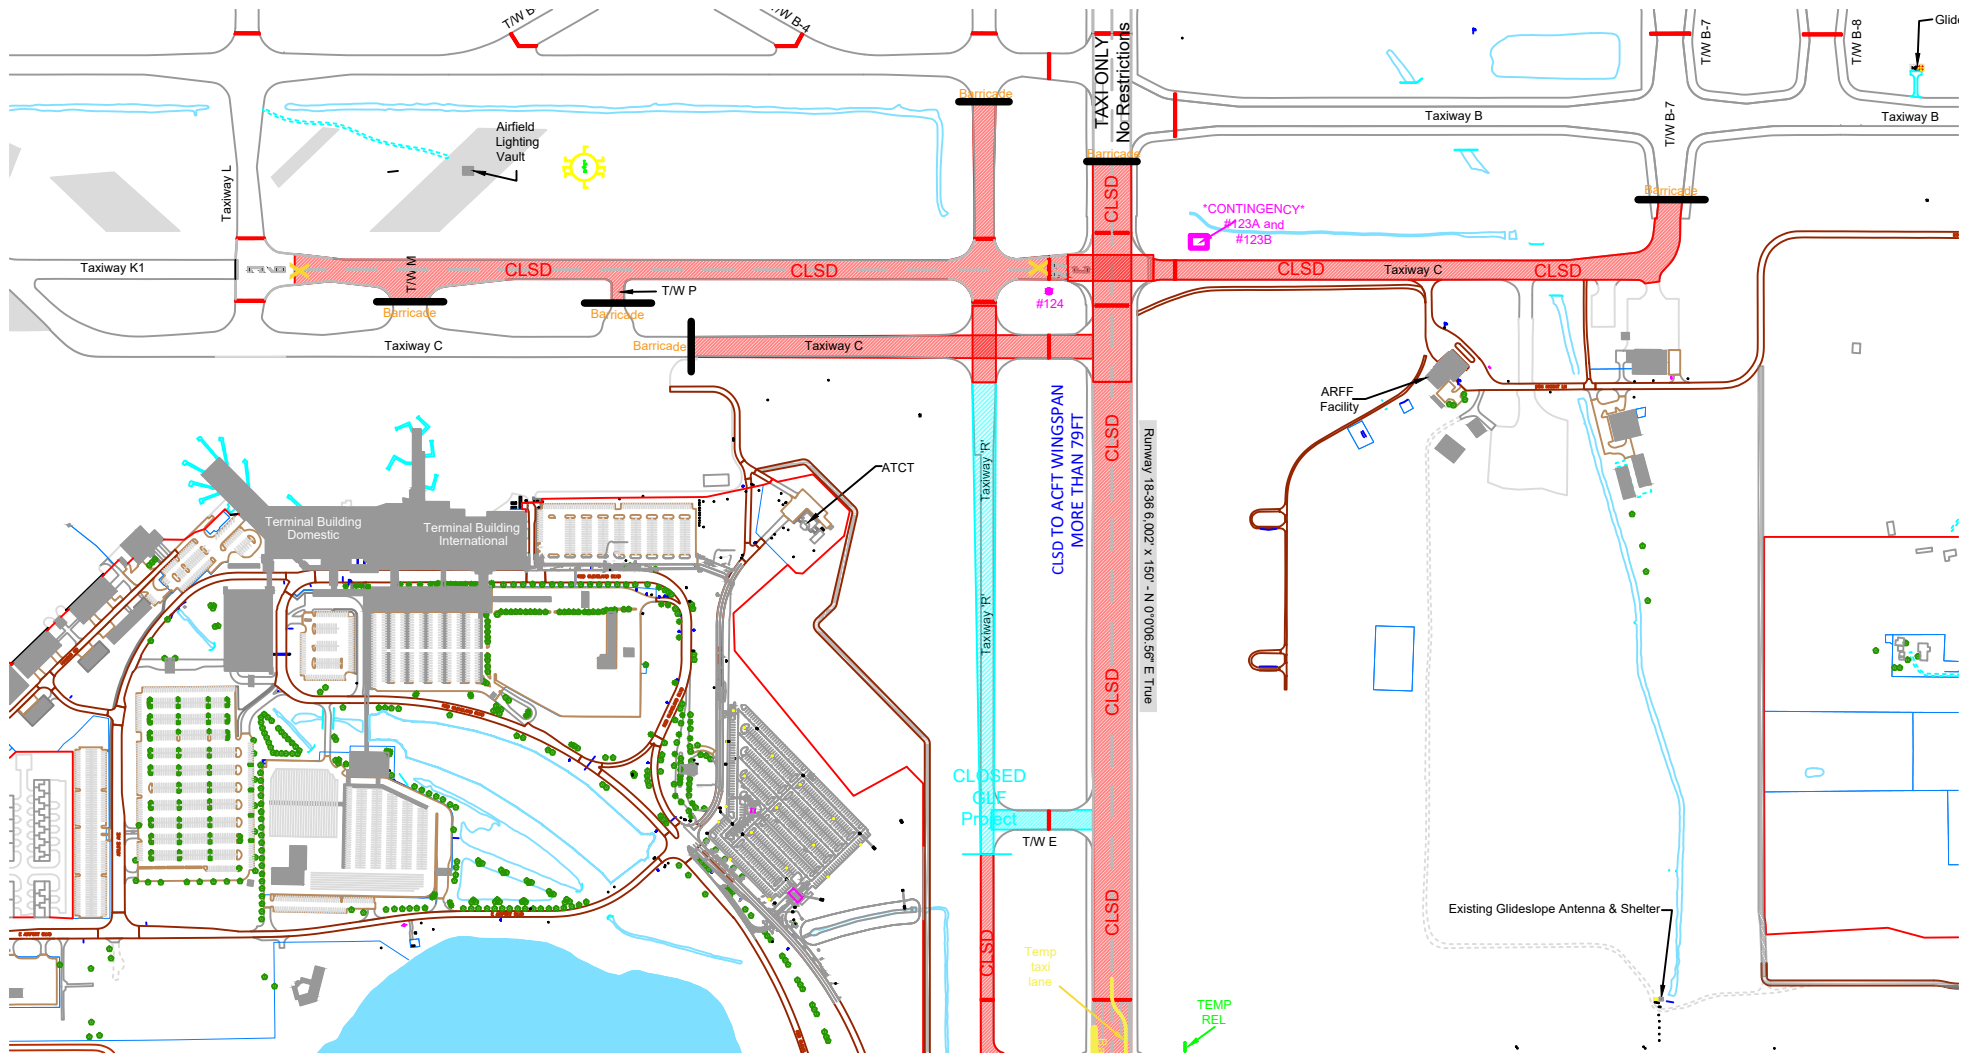 T/W B
T/W B-4
TAXI ONLY
No Restrictions
T/W B-7
T/W B-8
Glid
Barricade
Airfield
Lighting
Vault
Taxiway B
T/W B-7
Taxiway B
Barricade
Taxiway L
CLSD
Barricade
*CONTINGENCY*
#123A and
#123B
Taxiway K1
T/W M
CLSD
CLSD
CLSD
Taxiway C
CLSD
T/W P
#124
Barricade
Barricade
Taxiway C
Barricade
Taxiway C
CLSD TO ACFT WINGSPAN
MORE THAN 79FT
CLSD
Runway 18-36 6,002' x 150' - N 0°0'06.56" E True
ARFF
Facility
Taxiway 'R'
ATCT
Terminal Building
Domestic
Terminal Building
International
Taxiway 'R'
CLSD
CLOSED
GLF
Project
T/W E
CLSD
CLSD
Existing Glideslope Antenna & Shelter
Temp
taxi
lane
TEMP
REL